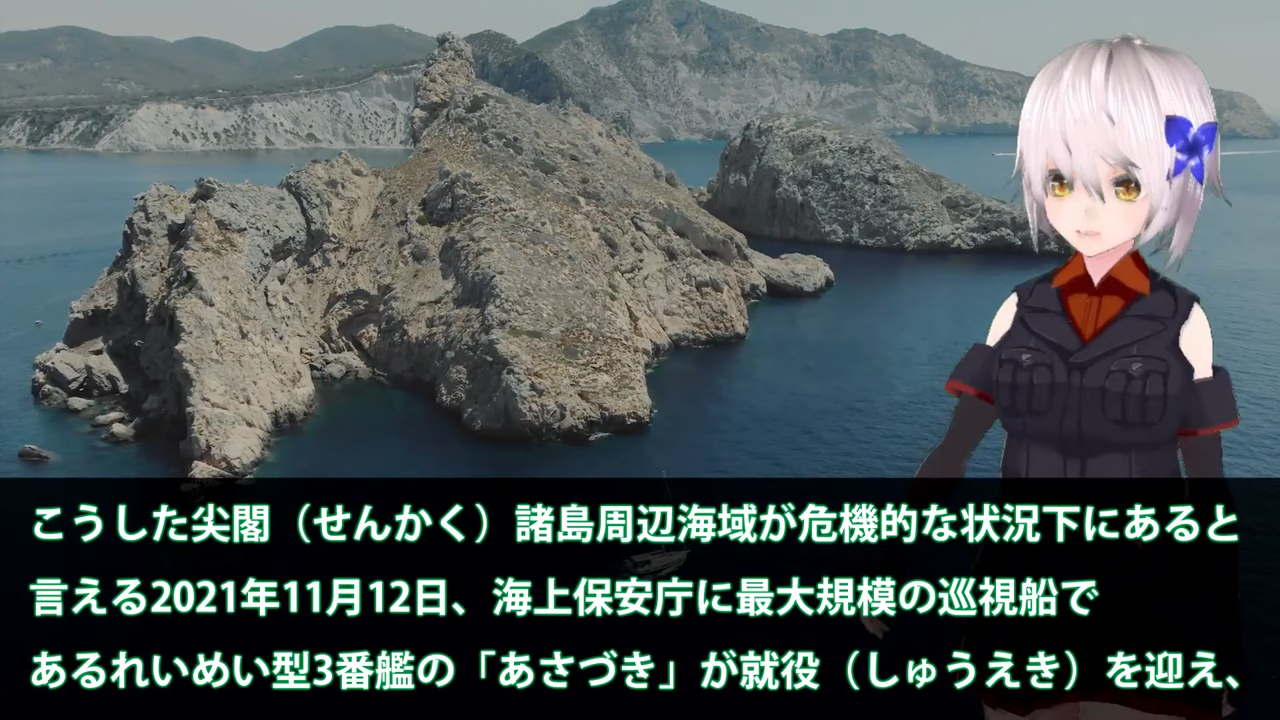 こうした尖閣（せんかく）諸島周辺海域が危機的な状況下にあると
言える2021年11月12日、海上保安庁に最大規模の巡視船で
あるれいめい型3番艦の「あさづき」が就役（しゅうえき）を迎え、